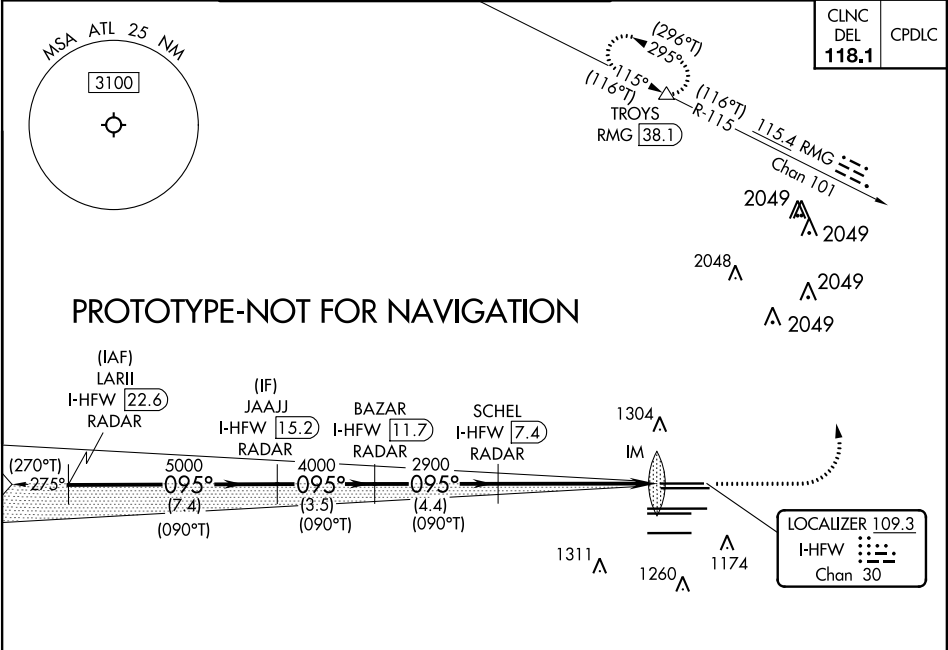 MSA ATL 25 NM
3100
CLNC
DEL
118.1
CPDLC
(296°T)
295°
115°
(116°T)
TROYS
RMG 38.1
(116°T)
R-115
115.4 RMG
Chan 101
2049
2049
2048
2049
2049
PROTOTYPE-NOT FOR NAVIGATION
(IAF)
LARII
I-HFW 22.6
RADAR
(IF)
JAAJJ
I-HFW 15.2
RADAR
BAZAR
I-HFW 11.7
RADAR
SCHEL
I-HFW 7.4
RADAR
1304
IM
(270°T)
275°
5000
095°
(7.4)
(090°T)
4000
095°
(3.5)
(090°T)
2900
095°
(4.4)
(090°T)
1311
1260
1174
LOCALIZER 109.3
I-HFW
Chan 30